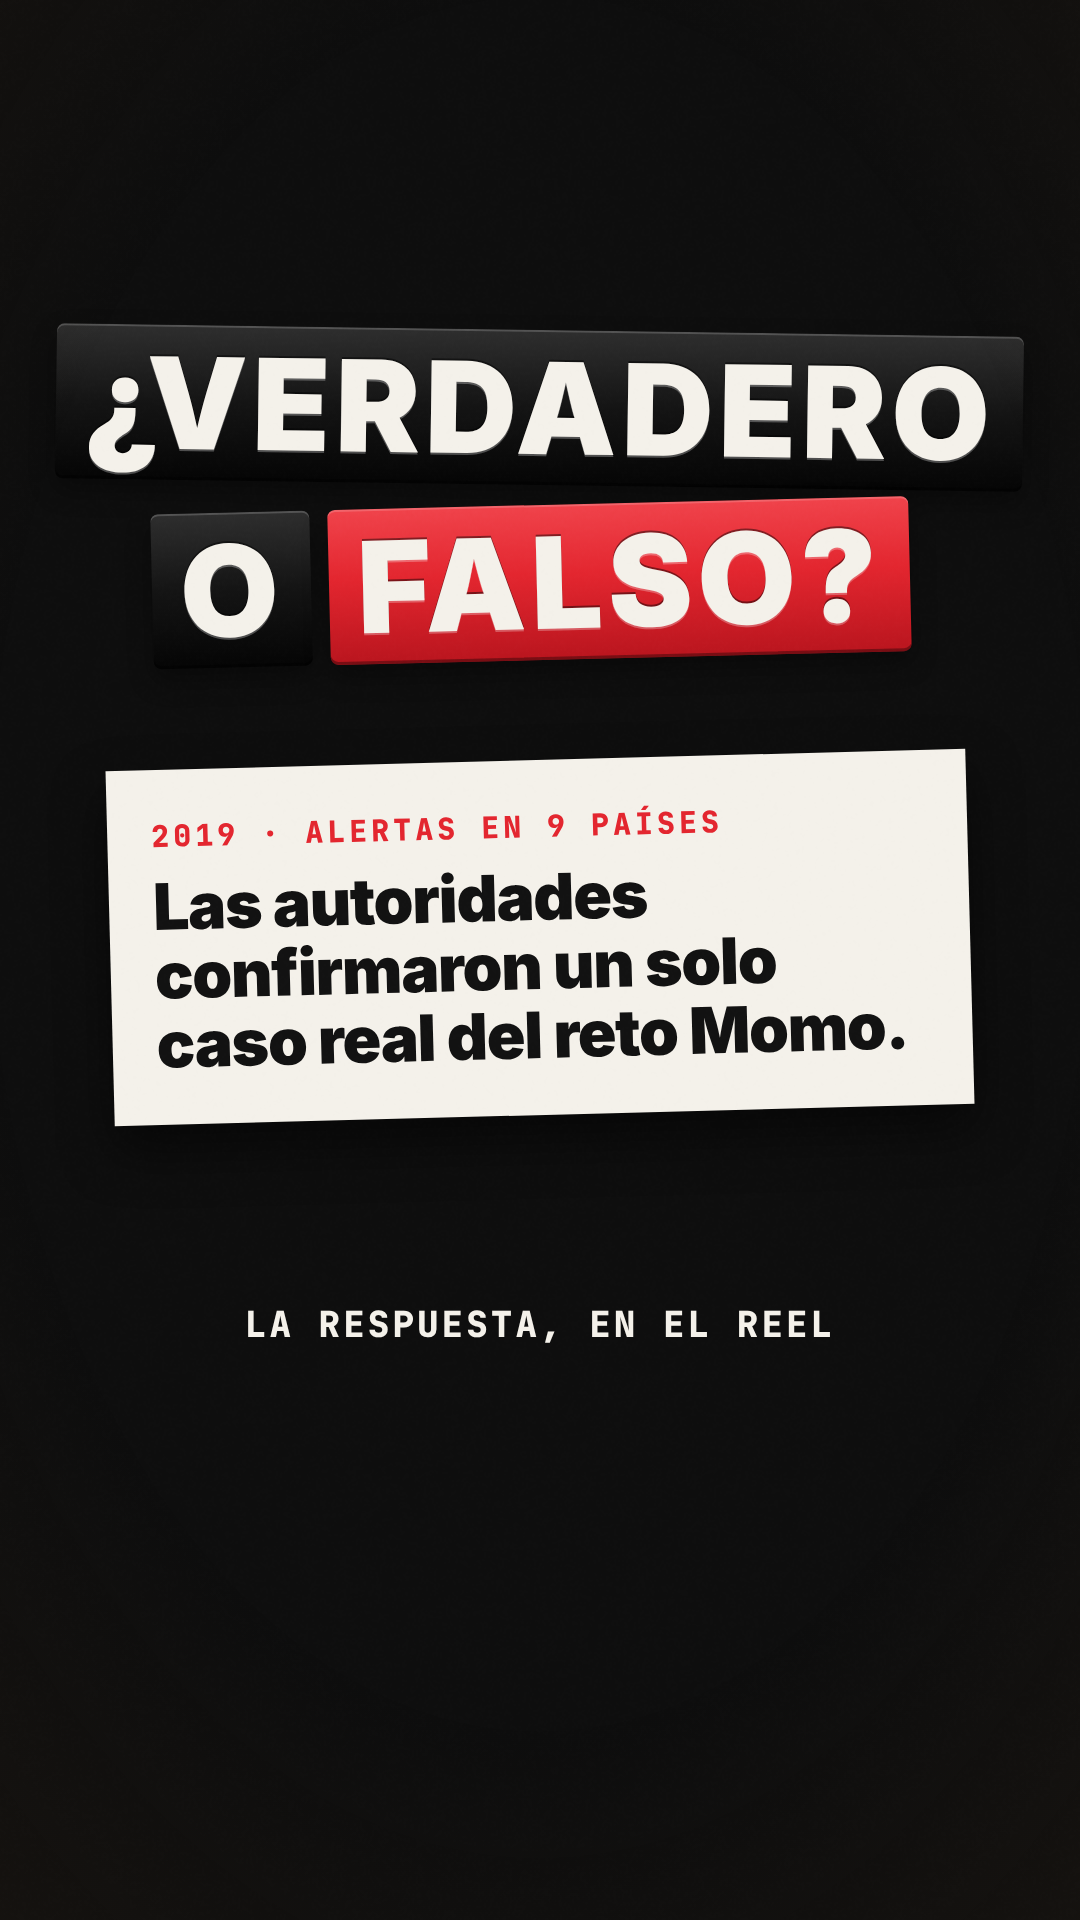 ¿VERDADERO
O FALSO?
2019 · ALERTAS EN 9 PAÍSES
Las autoridades
confirmaron un solo
caso real del reto Momo.
LA RESPUESTA, EN EL REEL